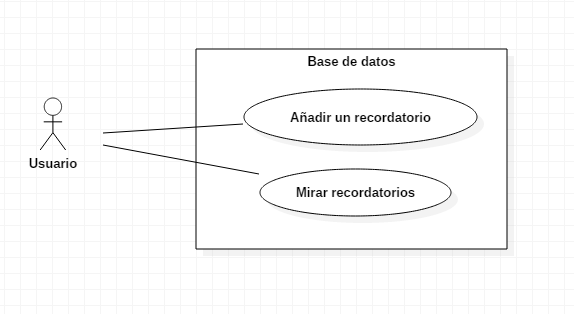 Base de datos
Añadir un recordatorio
Usuario
Mirar recordatorios